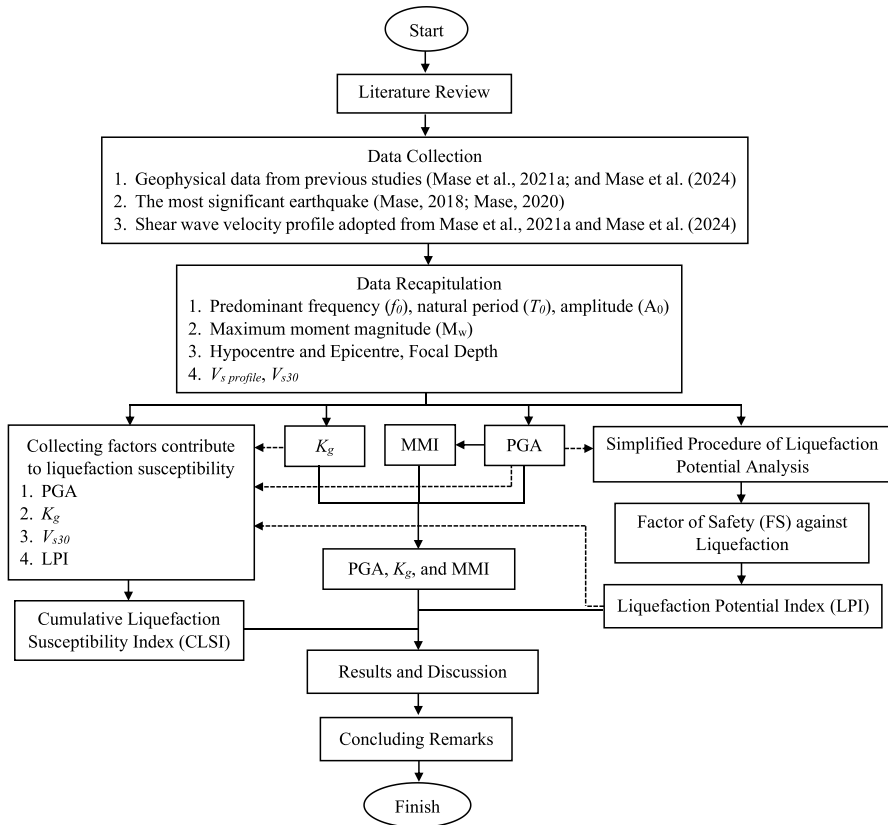 Start
Literature Review
Data Collection
1. Geophysical data from previous studies (Mase et al., 2021a; and Mase et al. (2024)
2. The most significant earthquake (Mase, 2018; Mase, 2020)
3. Shear wave velocity profile adopted from Mase et al., 2021a and Mase et al. (2024)
Data Recapitulation
1. Predominant frequency (f0), natural period (T0), amplitude (A0)
2. Maximum moment magnitude (Mw)
3. Hypocentre and Epicentre, Focal Depth
4. Vs profile, Vs30
Collecting factors contribute
to liquefaction susceptibility
1. PGA
2. Kg
3. Vs30
4. LPI
Kg
MMI
PGA
Simplified Procedure of Liquefaction
Potential Analysis
Factor of Safety (FS) against
Liquefaction
PGA, Kg, and MMI
Liquefaction Potential Index (LPI)
Cumulative Liquefaction
Susceptibility Index (CLSI)
Results and Discussion
Concluding Remarks
Finish